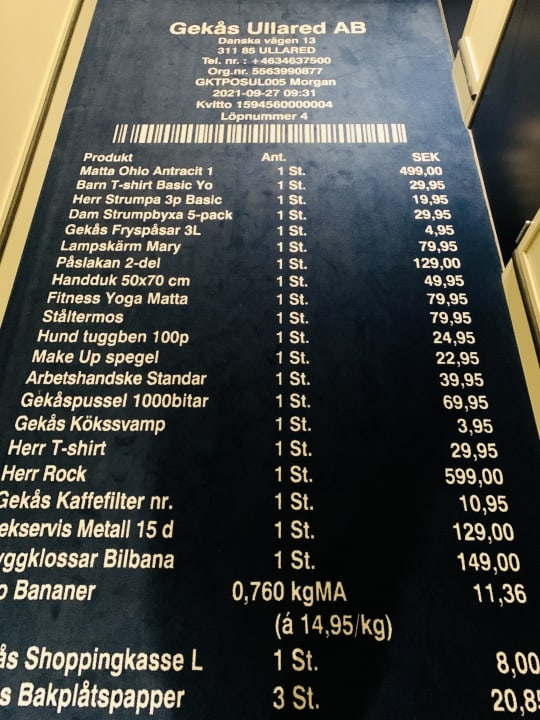 Gekås Ullared AB
Danska vägen 13
311 85 ULLARED
Tel. nr. : +4634637500
Org.nr. 5563990877
GKTPOSUL005 Morgan
2021-09-27 09:31
Kvitto 1594560000004
Löpnummer 4
Produkt Ant. SEK
Matta Ohio Antracit 1 1 St. 499,00
Barn T-shirt Basic Yo 1 St. 29,95
Herr Strumpa 3p Basic 1 St. 19,95
Dam Strumpbyxa 5-pack 1 St. 29,95
Gekås Fryspåsar 3L 1 St. 4,95
Lampskärm Mary 1 St. 79,95
Påslakan 2-del 1 St. 129,00
Handduk 50x70 cm 1 St. 49,95
Fitness Yoga Matta 1 St. 79,95
Ståltermos 1 St. 79,95
Hund tuggben 100p 1 St. 24,95
Make Up spegel 1 St. 22,95
Arbetshandske Standar 1 St. 39,95
Gekåspussel 1000bitar 1 St. 69,95
Gekås Kökssvamp 1 St. 3,95
Herr T-shirt 1 St. 29,95
Herr Rock 1 St. 599,00
Gekås Kaffefilter nr. 1 St. 10,95
ekservis Metall 15 d 1 St. 129,00
yggklossar Bilbana 1 St. 149,00
o Bananer 0,760 kgMA 11,36
(á 14,95/kg)
ås Shoppingkasse L 1 St. 8,00
s Bakplåtspapper 3 St. 20,85